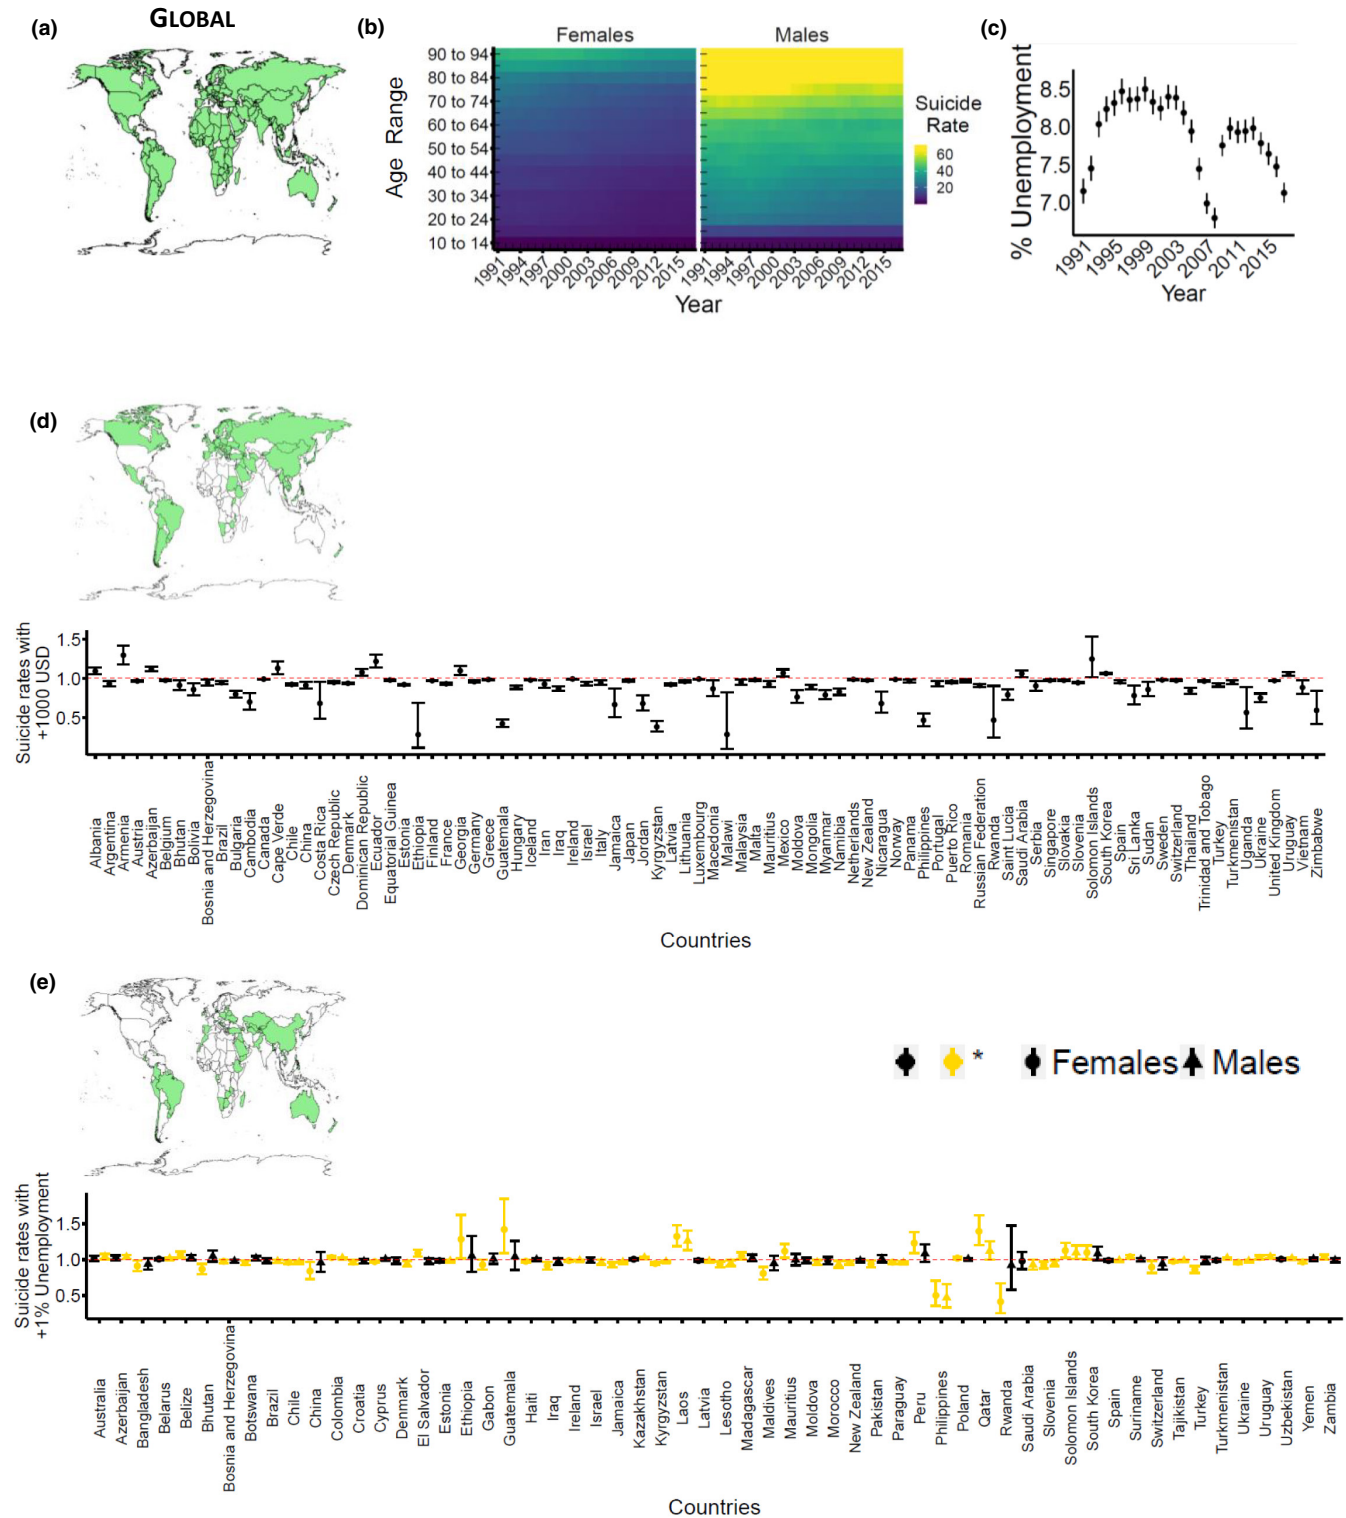 (a)
GLOBAL
(b)
Females
Males
(c)
90 to 94
80 to 84
70 to 74
60 to 64
50 to 54
40 to 44
30 to 34
20 to 24
10 to 14
Age Range
1991 1994 1997 2000 2003 2006 2009 2012 2015
1991 1994 1997 2000 2003 2006 2009 2012 2015
Year
Suicide
Rate
60
40
20
% Unemployment
8.5
8.0
7.5
7.0
1991 1995 1999 2003 2007 2011 2015
Year
(d)
Suicide rates with
+1000 USD
1.5
1.0
0.5
Albania
Argentina
Armenia
Austria
Azerbaijan
Belgium
Bhutan
Bolivia
Bosnia and Herzegovina
Brazil
Bulgaria
Cambodia
Canada
Cape Verde
Chile
China
Costa Rica
Czech Republic
Denmark
Dominican Republic
Ecuador
Equatorial Guinea
Estonia
Ethiopia
Finland
France
Georgia
Germany
Greece
Guatemala
Hungary
Iceland
Iran
Iraq
Ireland
Israel
Italy
Jamaica
Japan
Jordan
Kyrgyzstan
Latvia
Lithuania
Luxembourg
Macedonia
Malawi
Malaysia
Malta
Mauritius
Mexico
Moldova
Mongolia
Myanmar
Namibia
Netherlands
New Zealand
Nicaragua
Norway
Panama
Philippines
Portugal
Puerto Rico
Romania
Russian Federation
Rwanda
Saint Lucia
Saudi Arabia
Serbia
Singapore
Slovakia
Slovenia
Solomon Islands
South Korea
Spain
Sri Lanka
Sudan
Sweden
Switzerland
Thailand
Trinidad and Tobago
Turkey
Turkmenistan
Uganda
Ukraine
United Kingdom
Uruguay
Vietnam
Zimbabwe
Countries
(e)
* Females Males
Suicide rates with
+1% Unemployment
1.5
1.0
0.5
Australia
Azerbaijan
Bangladesh
Belarus
Belize
Bhutan
Bosnia and Herzegovina
Botswana
Brazil
Chile
China
Colombia
Croatia
Cyprus
Denmark
El Salvador
Estonia
Ethiopia
Gabon
Guatemala
Haiti
Iraq
Ireland
Israel
Jamaica
Kazakhstan
Kyrgyzstan
Laos
Latvia
Lesotho
Madagascar
Maldives
Mauritius
Moldova
Morocco
New Zealand
Pakistan
Paraguay
Peru
Philippines
Poland
Qatar
Rwanda
Saudi Arabia
Slovenia
Solomon Islands
South Korea
Spain
Suriname
Switzerland
Tajikistan
Turkey
Turkmenistan
Ukraine
Uruguay
Uzbekistan
Yemen
Zambia
Countries